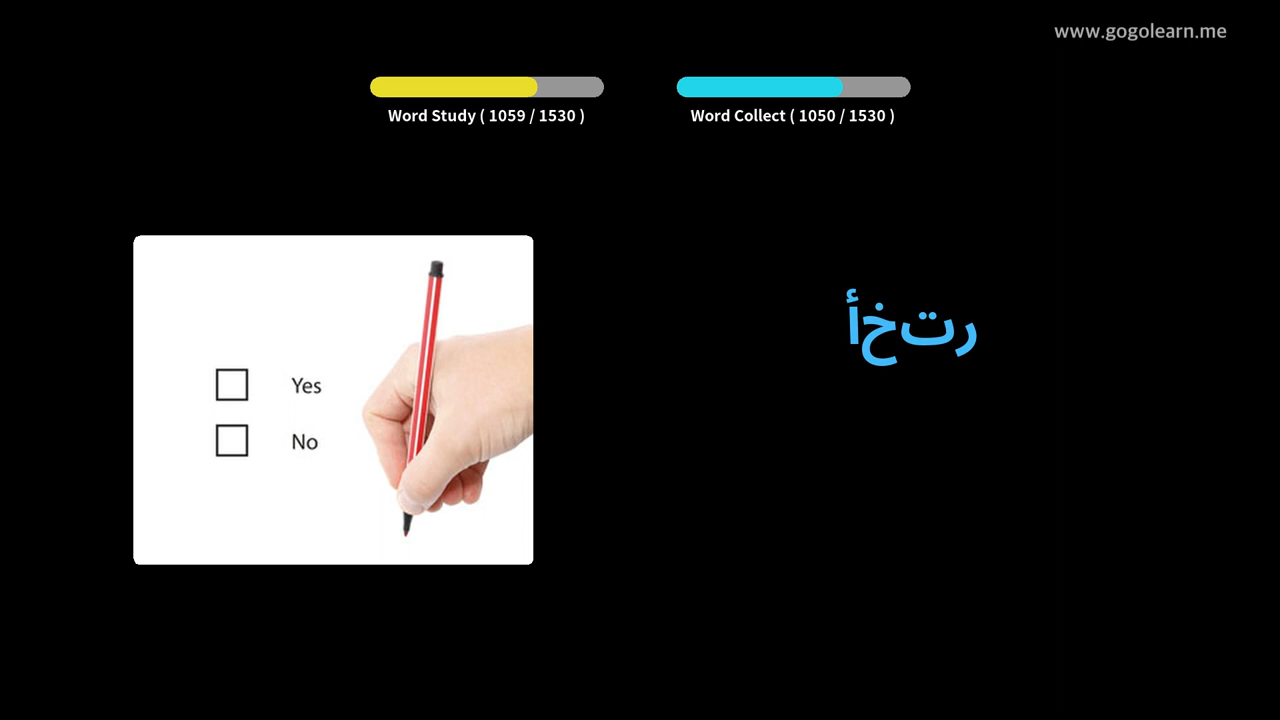 www.gogolearn.me
Word Study ( 1059 / 1530 )
Word Collect ( 1050 / 1530 )
رتخأ
Yes
No